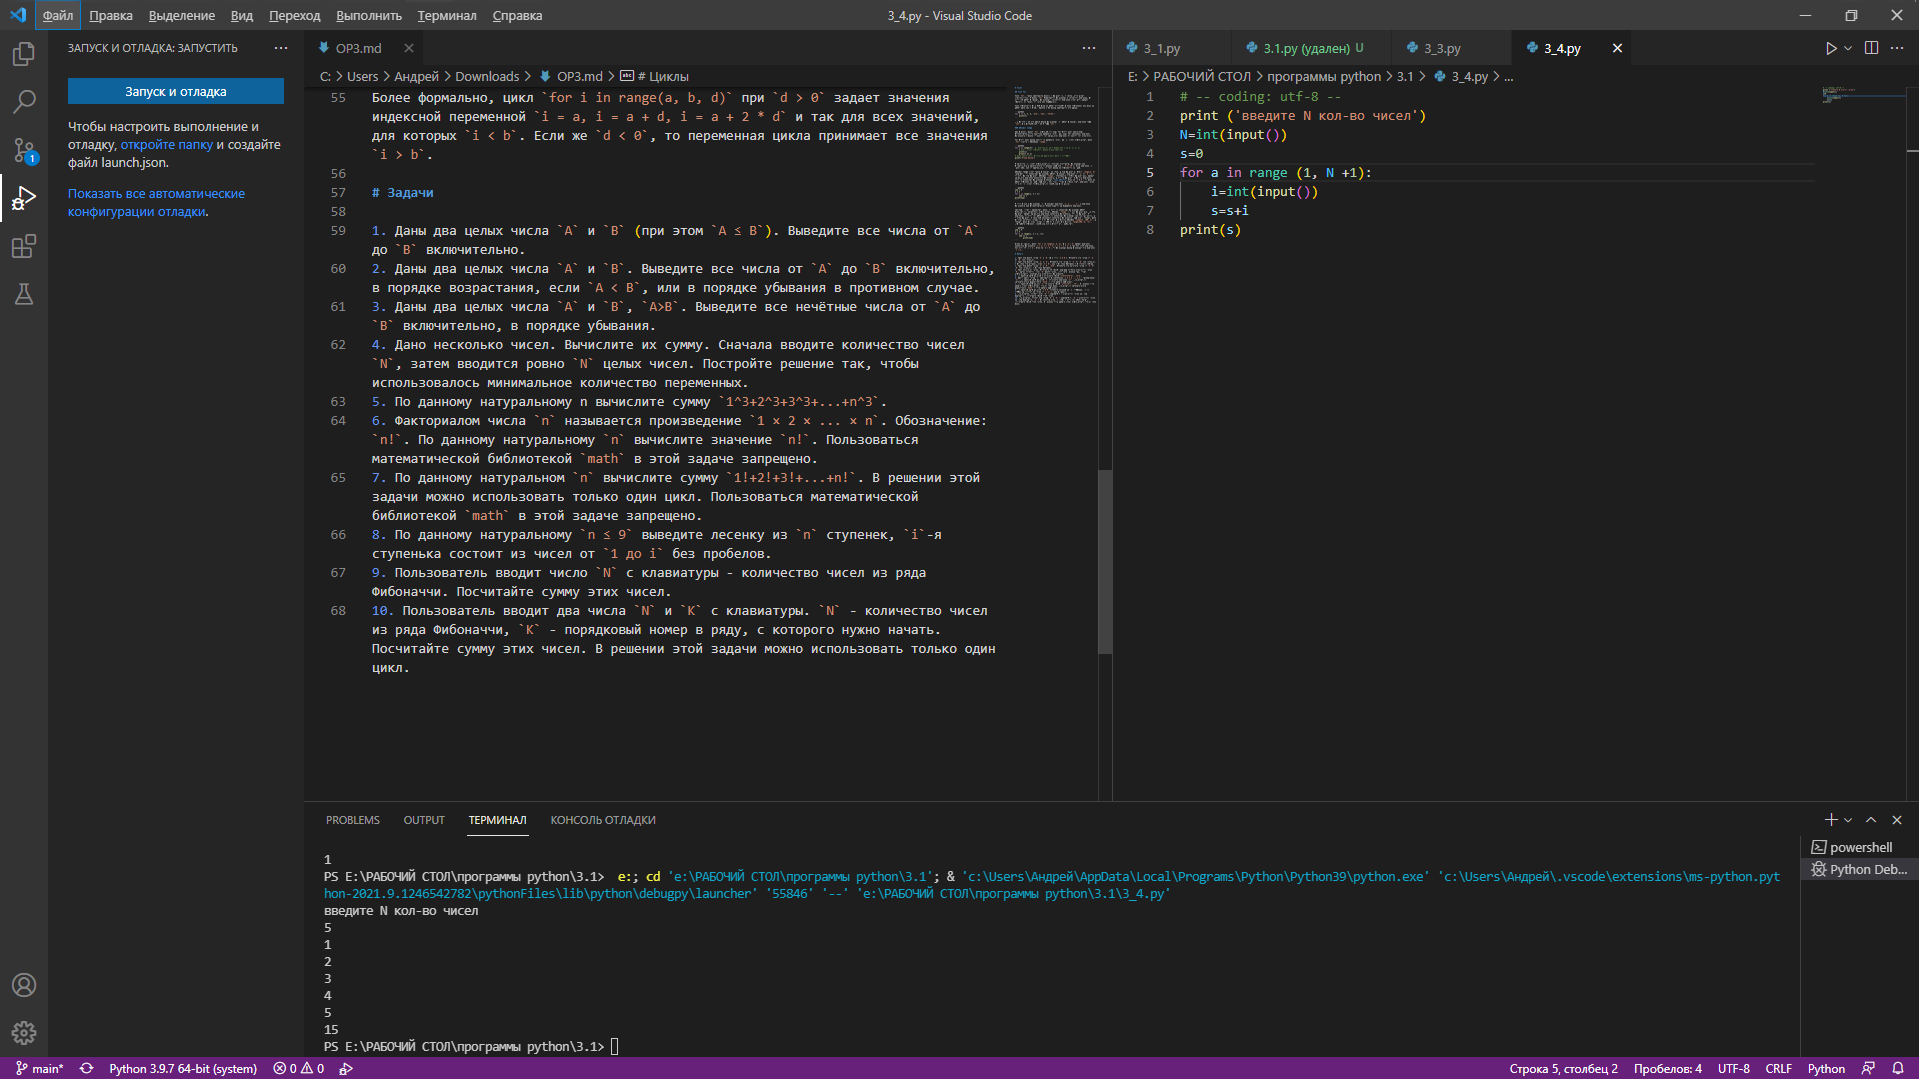 Файл Правка Выделение Вид Переход Выполнить Терминал Справка
3_4.py - Visual Studio Code
ЗАПУСК И ОТЛАДКА: ЗАПУСТИТЬ
Запуск и отладка
Чтобы настроить выполнение и
отладку, откройте папку и создайте
файл launch.json.
Показать все автоматические
конфигурации отладки.
1
OP3.md
C: > Users > Андрей > Downloads > OP3.md > abc # Циклы
55 Более формально, цикл `for i in range(a, b, d)` при `d > 0` задает значения
индексной переменной `i = a, i = a + d, i = a + 2 * d` и так для всех значений,
для которых `i < b`. Если же `d < 0`, то переменная цикла принимает все значения
`i > b`.
56
57 # Задачи
58
59 1. Даны два целых числа `A` и `B` (при этом `A ≤ B`). Выведите все числа от `A`
до `B` включительно.
60 2. Даны два целых числа `A` и `B`. Выведите все числа от `A` до `B` включительно,
в порядке возрастания, если `A < B`, или в порядке убывания в противном случае.
61 3. Даны два целых числа `A` и `B`, `A>B`. Выведите все нечётные числа от `A` до
`B` включительно, в порядке убывания.
62 4. Дано несколько чисел. Вычислите их сумму. Сначала вводите количество чисел
`N`, затем вводится ровно `N` целых чисел. Постройте решение так, чтобы
использовалось минимальное количество переменных.
63 5. По данному натуральному n вычислите сумму `1^3+2^3+3^3+...+n^3`.
64 6. Факториалом числа `n` называется произведение `1 × 2 × ... × n`. Обозначение:
`n!`. По данному натуральному `n` вычислите значение `n!`. Пользоваться
математической библиотекой `math` в этой задаче запрещено.
65 7. По данному натуральном `n` вычислите сумму `1!+2!+3!+...+n!`. В решении этой
задачи можно использовать только один цикл. Пользоваться математической
библиотекой `math` в этой задаче запрещено.
66 8. По данному натуральному `n ≤ 9` выведите лесенку из `n` ступенек, `i`-я
ступенька состоит из чисел от `1 до i` без пробелов.
67 9. Пользователь вводит число `N` с клавиатуры - количество чисел из ряда
Фибоначчи. Посчитайте сумму этих чисел.
68 10. Пользователь вводит два числа `N` и `K` с клавиатуры. `N` - количество чисел
из ряда Фибоначчи, `K` - порядковый номер в ряду, с которого нужно начать.
Посчитайте сумму этих чисел. В решении этой задачи можно использовать только один
цикл.
3_1.py 3.1.py (удален) U 3_3.py 3_4.py
E: > РАБОЧИЙ СТОЛ > программы python > 3.1 > 3_4.py > ...
1 # -- coding: utf-8 --
2 print ('введите N кол-во чисел')
3 N=int(input())
4 s=0
5 for a in range (1, N +1):
6 i=int(input())
7 s=s+i
8 print(s)
PROBLEMS OUTPUT ТЕРМИНАЛ КОНСОЛЬ ОТЛАДКИ
1
PS E:\РАБОЧИЙ СТОЛ\программы python\3.1> e:; cd 'e:\РАБОЧИЙ СТОЛ\программы python\3.1'; & 'c:\Users\Андрей\AppData\Local\Programs\Python\Python39\python.exe' 'c:\Users\Андрей\.vscode\extensions\ms-python.pyt
hon-2021.9.1246542782\pythonFiles\lib\python\debugpy\launcher' '55846' '--' 'e:\РАБОЧИЙ СТОЛ\программы python\3.1\3_4.py'
введите N кол-во чисел
5
1
2
3
4
5
15
PS E:\РАБОЧИЙ СТОЛ\программы python\3.1>
powershell
Python Deb...
main* Python 3.9.7 64-bit (system) 0 0
Строка 5, столбец 2 Пробелов: 4 UTF-8 CRLF Python